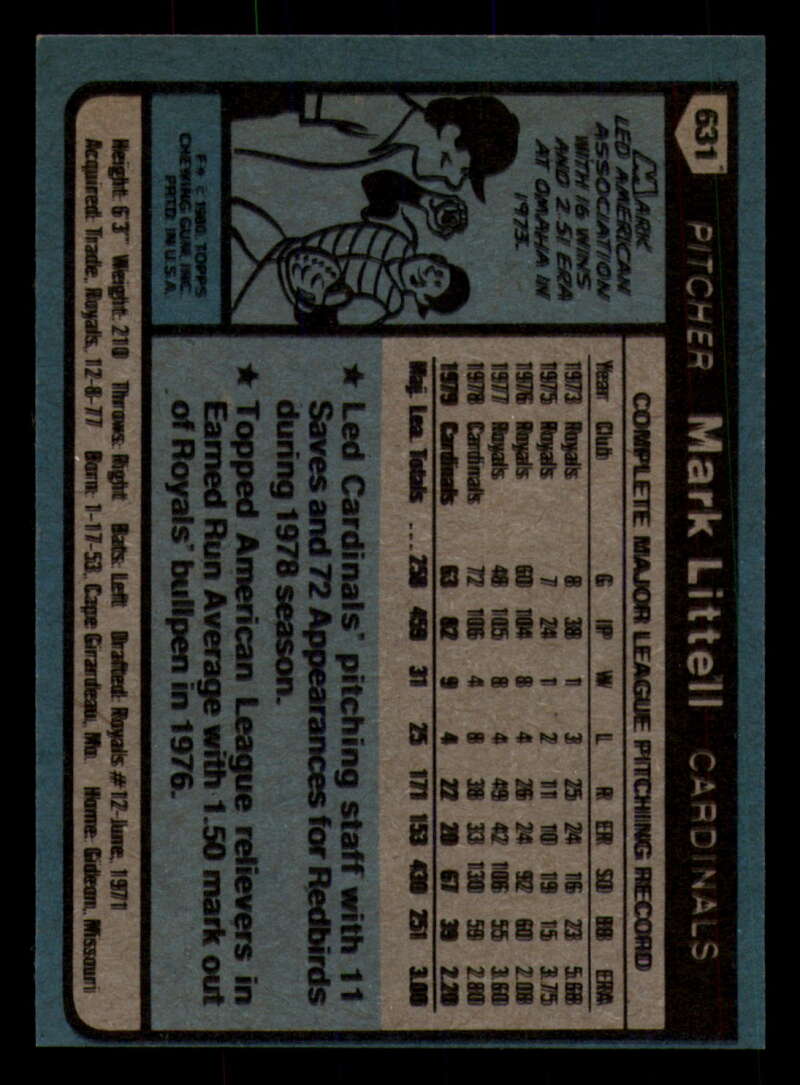 631
PITCHER Mark Littell CARDINALS
MARK
LED AMERICAN
ASSOCIATION
WITH 16 WINS
AND 2.51 ERA
AT OMAHA IN
1973.
F* © 1980 TOPPS
CHEWING GUM, INC.
PRTD. IN U.S.A.
COMPLETE MAJOR LEAGUE PITCHING RECORD
Year Club G IP W L R ER SO BB ERA
1973 Royals 8 38 1 3 25 24 16 23 5.68
1975 Royals 7 24 1 2 11 10 19 15 3.75
1976 Royals 60 104 8 4 26 24 92 60 2.08
1977 Royals 48 105 8 4 49 42 106 55 3.60
1978 Cardinals 72 106 4 8 38 33 130 59 2.80
1979 Cardinals 63 82 9 4 22 20 67 39 2.20
Maj. Lea. Totals .... 258 459 31 25 171 153 430 251 3.00
★ Led Cardinals' pitching staff with 11
Saves and 72 Appearances for Redbirds
during 1978 season.
★ Topped American League relievers in
Earned Run Average with 1.50 mark out
of Royals' bullpen in 1976.
Height: 6'3" Weight: 210 Throws: Right Bats: Left Drafted: Royals #12-June, 1971
Acquired: Trade, Royals, 12-8-77 Born: 1-17-53, Cape Girardeau, Mo. Home: Gideon, Missouri